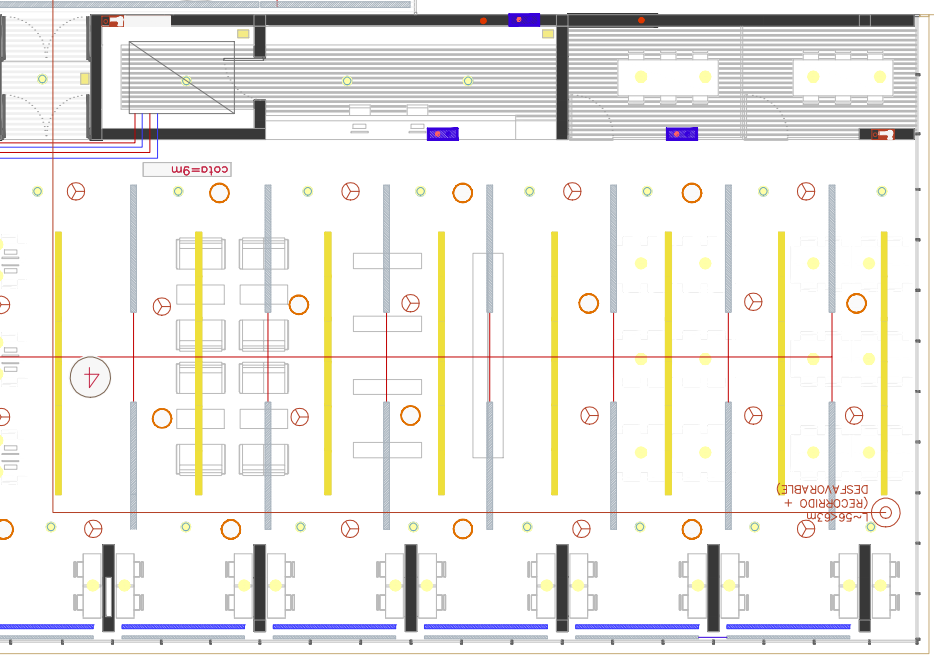 L~56<63m
(RECORRIDO +
DESFAVORABLE)
4
cota=9m